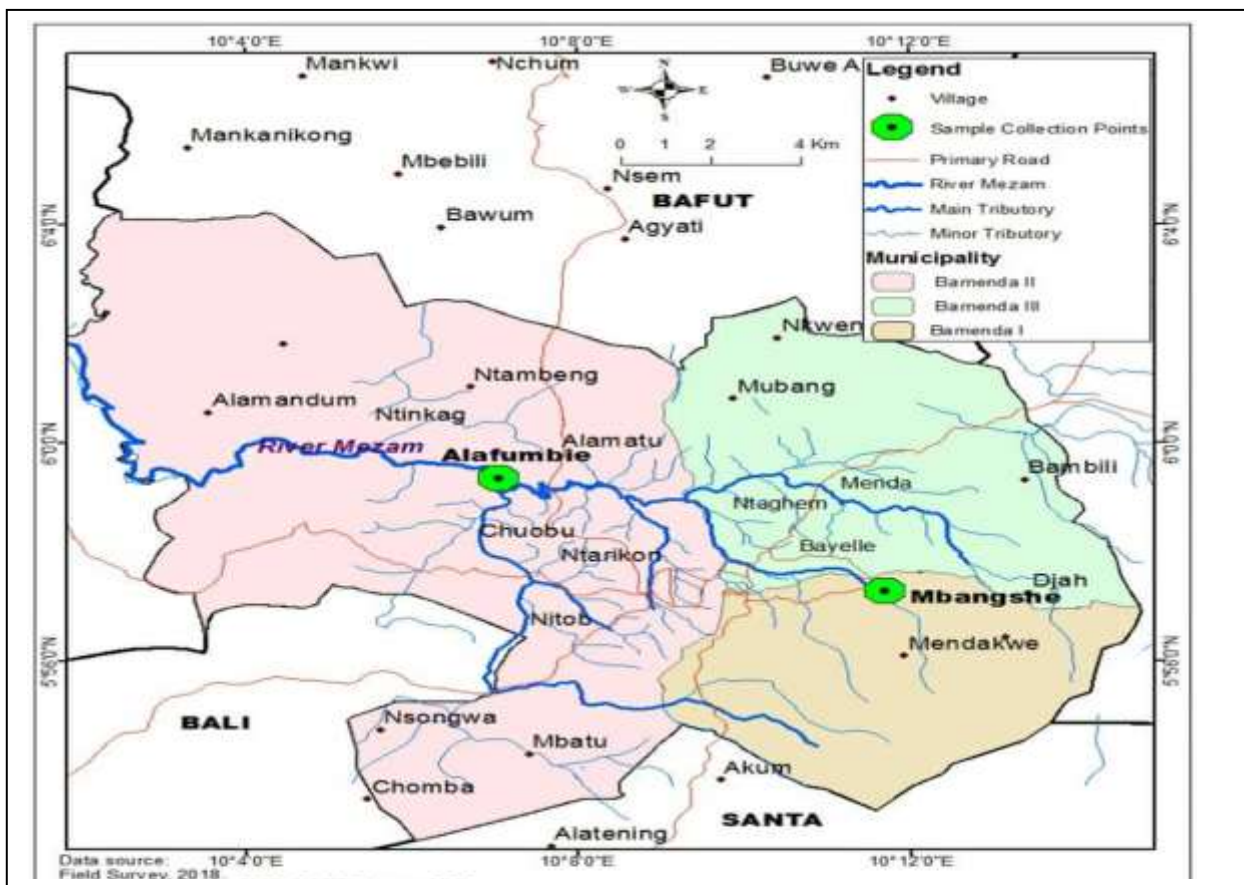 10°4'0"E 10°8'0"E 10°12'0"E
Mankwi
Nchum
Buwe A
Legend
Village
Sample Collection Points
Primary Road
River Mezam
Main Tributory
Minor Tributory
Municipality
Bamenda II
Bamenda III
Bamenda I
N
W E
S
0 1 2 4 Km
Mankanikong
Mbebili
Nsem
BAFUT
Bawum
Agyati
6°4'0"N 6°4'0"N
Nkwen
Ntambeng
Mubang
Alamandum
Ntinkag
Alamatu
River Mezam
Alafumbie
6°0'0"N 6°0'0"N
Bambili
Menda
Ntaghem
Chuobu
Ntarikon
Bayelle
Djah
Mbangshe
Nitob
Mendakwe
5°56'0"N 5°56'0"N
BALI
Nsongwa
Mbatu
Akum
Chomba
SANTA
Alatening
Data source:
Field Survey, 2018.
10°4'0"E 10°8'0"E 10°12'0"E